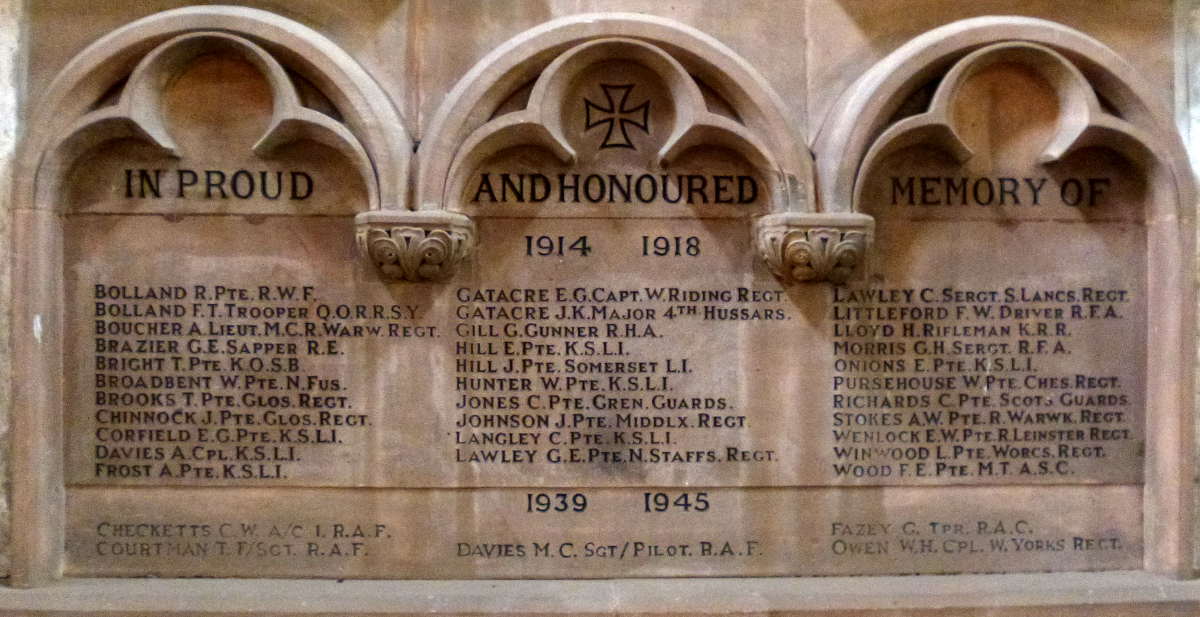 IN PROUD AND HONOURED MEMORY OF
1914 1918
BOLLAND R. PTE. R.W.F.
BOLLAND F.T. TROOPER Q.O.R.R.S.Y.
BOUCHER A. LIEUT. M.C. R.WARW. REGT.
BRAZIER G.E. SAPPER R.E.
BRIGHT T. PTE. K.O.S.B.
BROADBENT W. PTE. N.FUS.
BROOKS T. PTE. GLOS. REGT.
CHINNOCK J. PTE. GLOS. REGT.
CORFIELD E.G. PTE. K.S.L.I.
DAVIES A. CPL. K.S.L.I.
FROST A. PTE. K.S.L.I.
GATACRE E.G. CAPT. W.RIDING REGT.
GATACRE J.K. MAJOR 4TH HUSSARS.
GILL G. GUNNER R.H.A.
HILL E. PTE. K.S.L.I.
HILL J. PTE. SOMERSET L.I.
HUNTER W. PTE. K.S.L.I.
JONES C. PTE. GREN. GUARDS.
JOHNSON J. PTE. MIDDLX. REGT.
LANGLEY C. PTE. K.S.L.I.
LAWLEY G.E. PTE. N.STAFFS. REGT.
LAWLEY C. SERGT. S.LANCS. REGT.
LITTLEFORD F.W. DRIVER R.F.A.
LLOYD H. RIFLEMAN K.R.R.
MORRIS G.H. SERGT. R.F.A.
ONIONS E. PTE. K.S.L.I.
PURSEHOUSE W. PTE. CHES. REGT.
RICHARDS C. PTE. SCOTS GUARDS.
STOKES A.W. PTE. R.WARWK. REGT.
WENLOCK E.W. PTE. R.LEINSTER REGT.
WINWOOD L. PTE. WORCS. REGT.
WOOD F.E. PTE. M.T. A.S.C.
1939 1945
CHECKETTS C.W. A/C 1. R.A.F.
COURTMAN T. F/SGT. R.A.F.
DAVIES M.C. SGT/PILOT. R.A.F.
FAZEY G. TPR. R.A.C.
OWEN W.H. CPL. W.YORKS REGT.